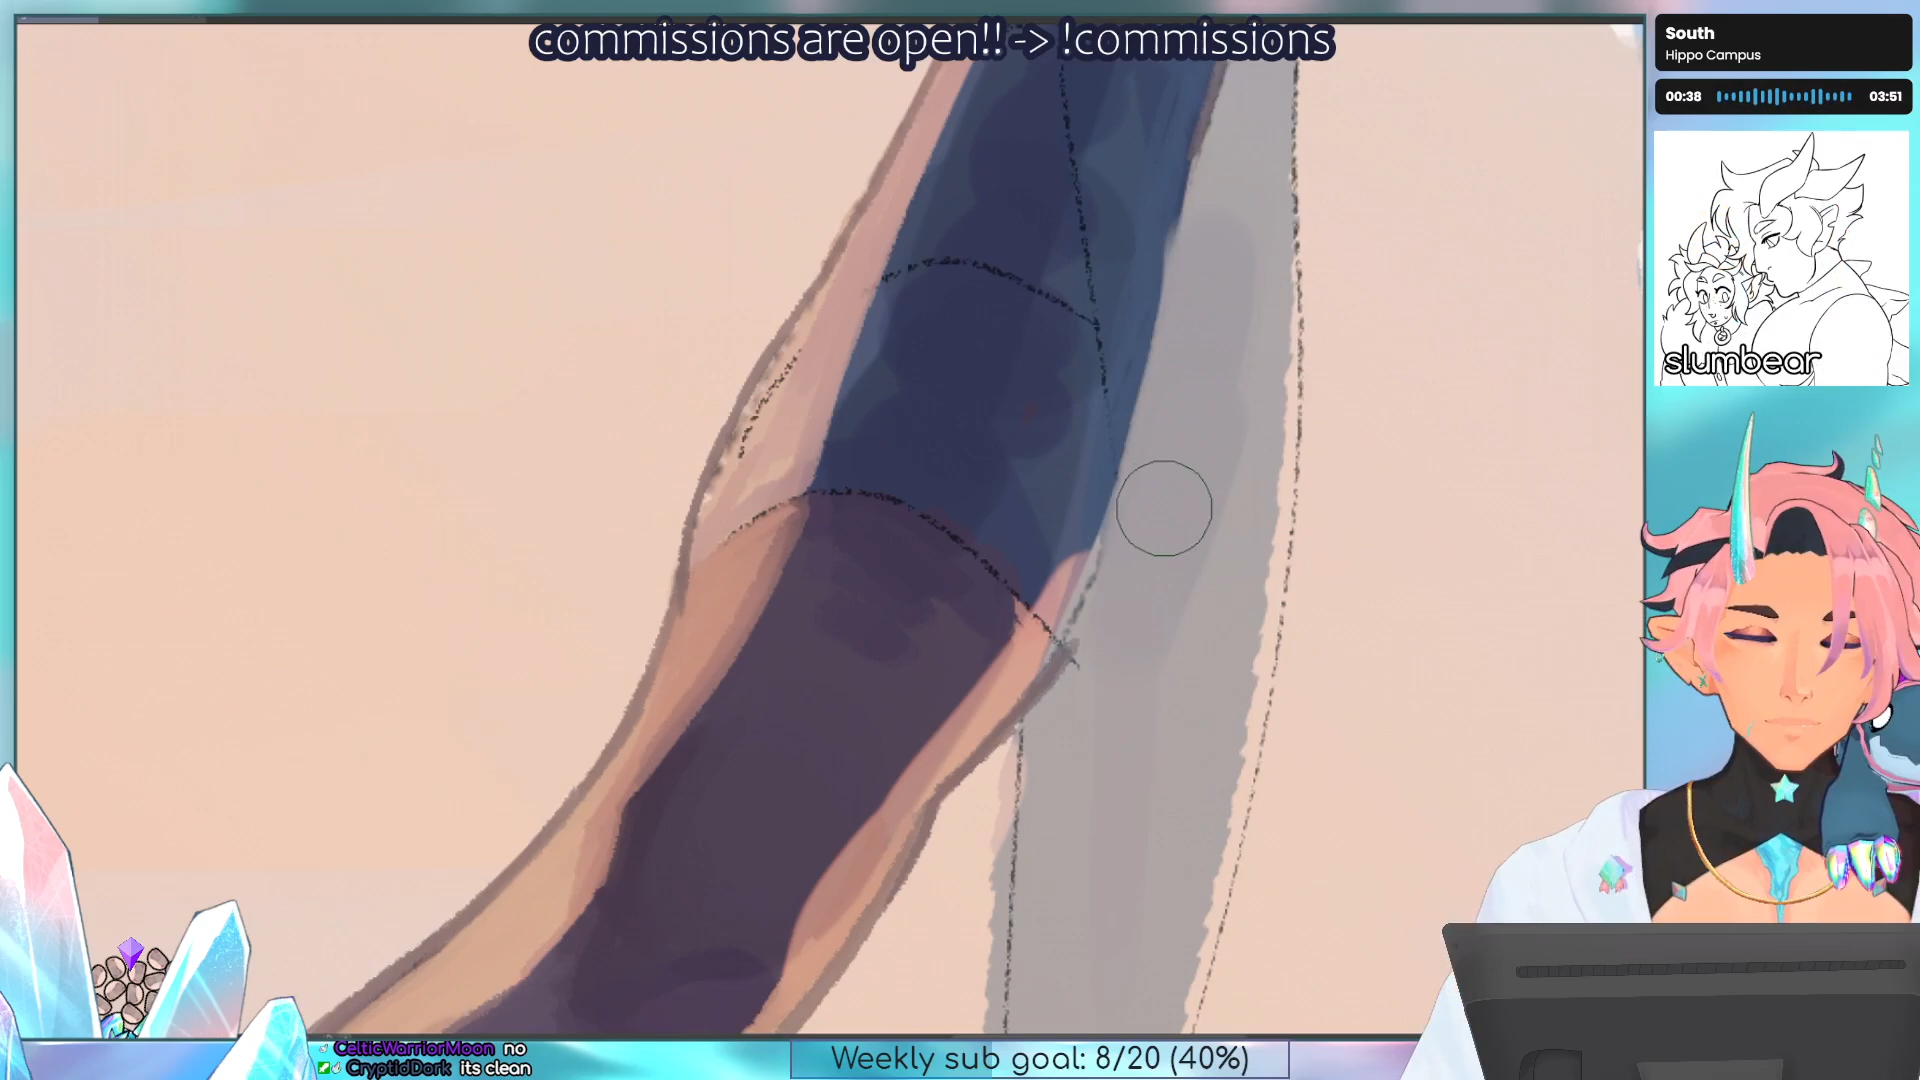 commissions are open!! -> !commissions
South
Hippo Campus
00:38
03:51
slumbear
CelticWarriorMoon no
CryptidDork its clean
Weekly sub goal: 8/20 (40%)